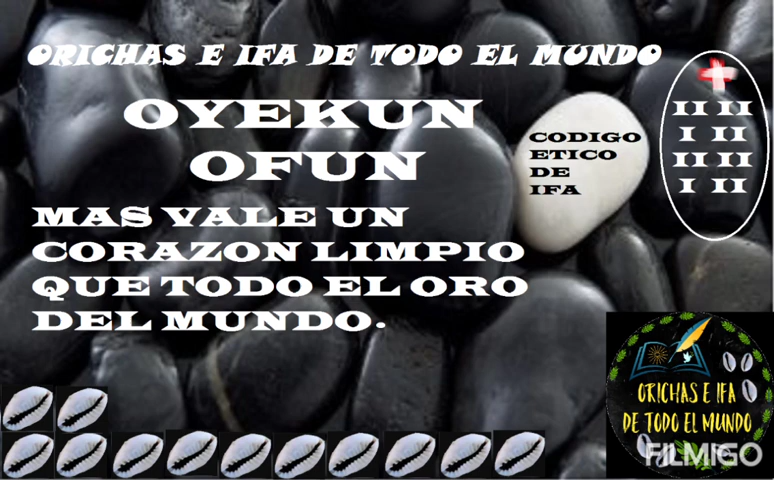 ORICHAS E IFA DE TODO EL MUNDO
OYEKUN
OFUN
CODIGO
ETICO
DE
IFA
II II
I II
II II
I II
MAS VALE UN
CORAZON LIMPIO
QUE TODO EL ORO
DEL MUNDO.
ORICHAS E IFA
DE TODO EL MUNDO
FILMIGO